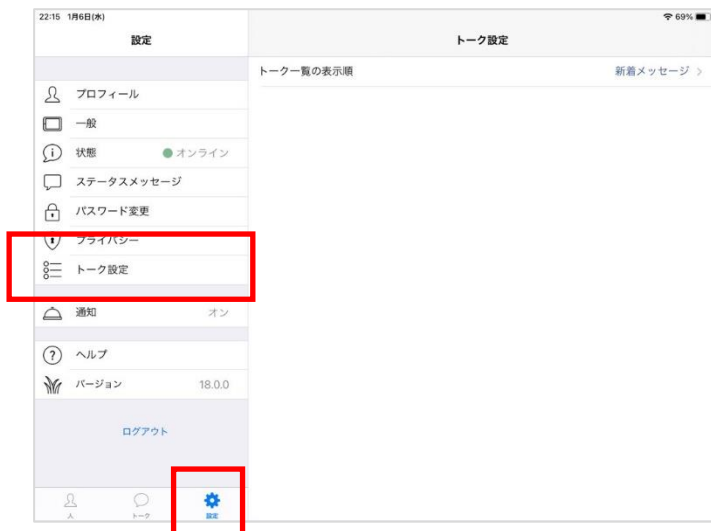 22:15 1月6日(水)
69%
設定
トーク設定
トーク一覧の表示順
新着メッセージ
プロフィール
一般
状態
オンライン
ステータスメッセージ
パスワード変更
プライバシー
トーク設定
通知
オン
ヘルプ
バージョン
18.0.0
ログアウト
人
トーク
設定